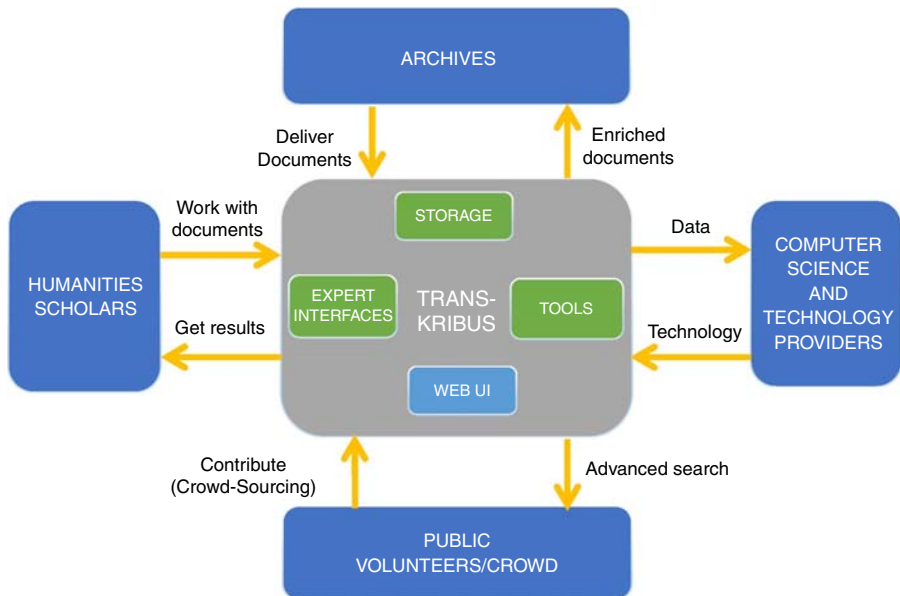 ARCHIVES
Deliver
Documents
Enriched
documents
Work with
documents
STORAGE
Data
HUMANITIES
SCHOLARS
EXPERT
INTERFACES
TRANS-
KRIBUS
TOOLS
COMPUTER
SCIENCE
AND
TECHNOLOGY
PROVIDERS
Get results
Technology
WEB UI
Contribute
(Crowd-Sourcing)
Advanced search
PUBLIC
VOLUNTEERS/CROWD